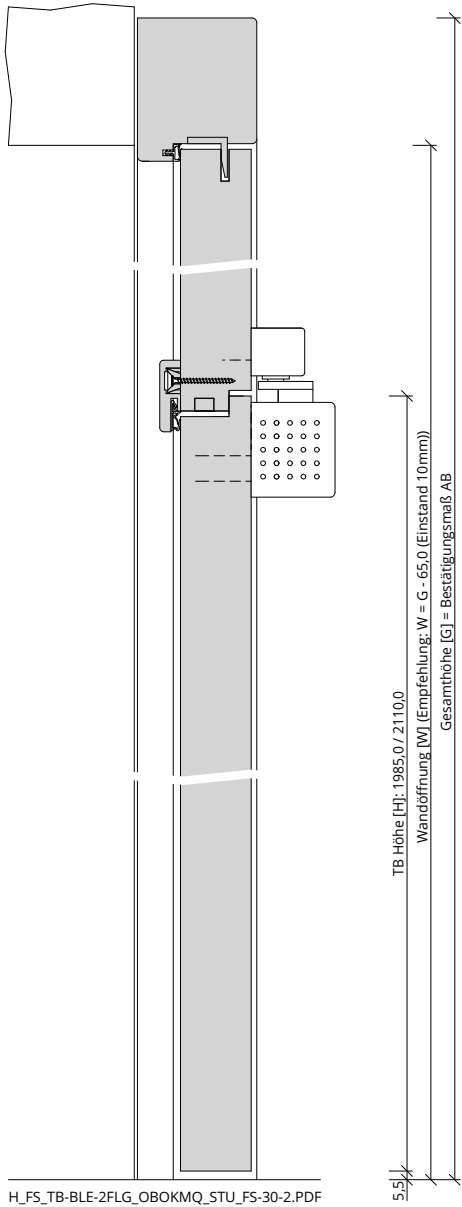 TB Höhe [H]: 1985,0 / 2110,0
Wandöffnung [W] (Empfehlung: W = G - 65,0 (Einstand 10mm))
Gesamthöhe [G] = Bestätigungsmaß AB
5,5
H_FS_TB-BLE-2FLG_OBOKMQ_STU_FS-30-2.PDF